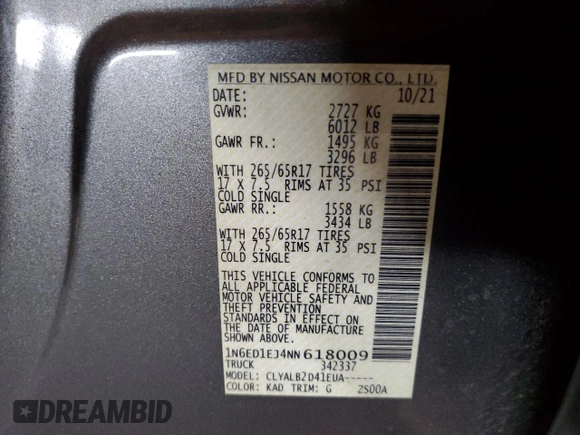 MFD BY NISSAN MOTOR CO., LTD.
DATE: 10/21
GVWR: 2727 KG
6012 LB
GAWR FR.: 1495 KG
3296 LB
WITH 265/65R17 TIRES
17 X 7.5 RIMS AT 35 PSI
COLD SINGLE
GAWR RR.: 1558 KG
3434 LB
WITH 265/65R17 TIRES
17 X 7.5 RIMS AT 35 PSI
COLD SINGLE
THIS VEHICLE CONFORMS TO
ALL APPLICABLE FEDERAL
MOTOR VEHICLE SAFETY AND
THEFT PREVENTION
STANDARDS IN EFFECT ON
THE DATE OF MANUFACTURE
SHOWN ABOVE.
1N6ED1EJ4NN618009
TRUCK 342337
MODEL: CLYALB2D41EUA-----
COLOR: KAD TRIM: G ZS00A
DREAMBID